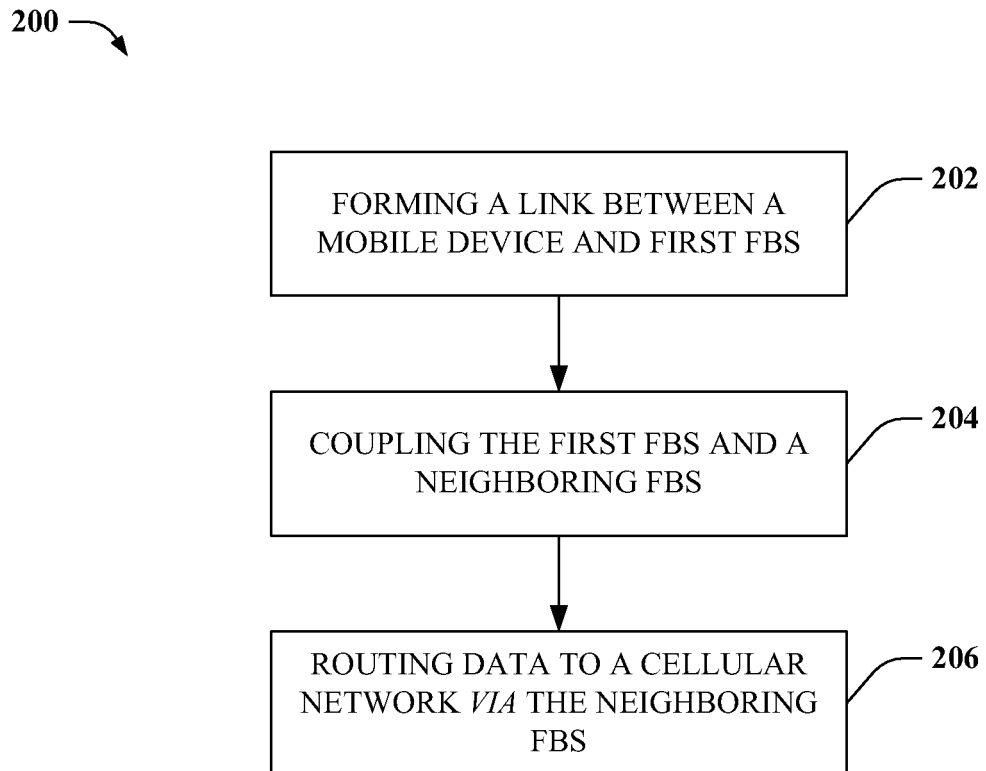 200
FORMING A LINK BETWEEN A
MOBILE DEVICE AND FIRST FBS
202
COUPLING THE FIRST FBS AND A
NEIGHBORING FBS
204
ROUTING DATA TO A CELLULAR
NETWORK VIA THE NEIGHBORING
FBS
206